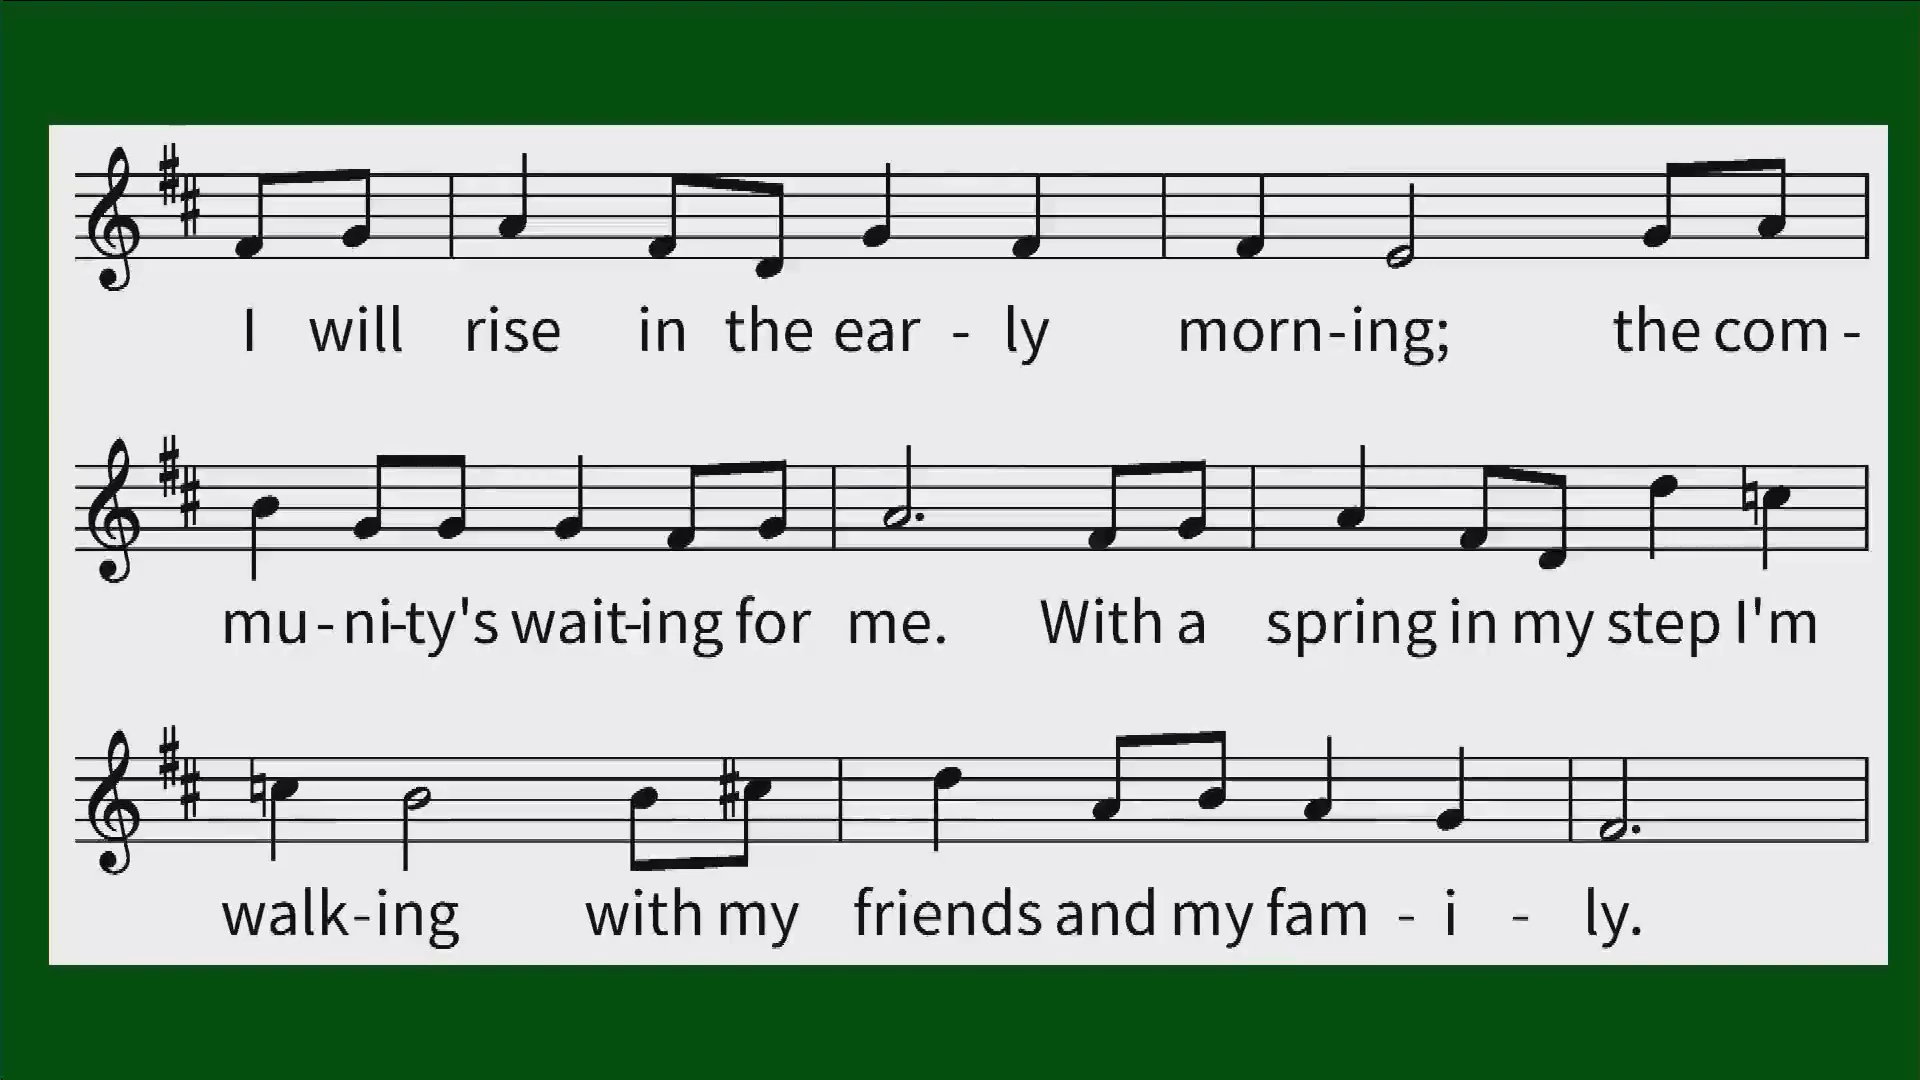 I will rise in the ear - ly morn-ing; the com -
mu-ni-ty's wait-ing for me. With a spring in my step I'm
walk-ing with my friends and my fam - i - ly.